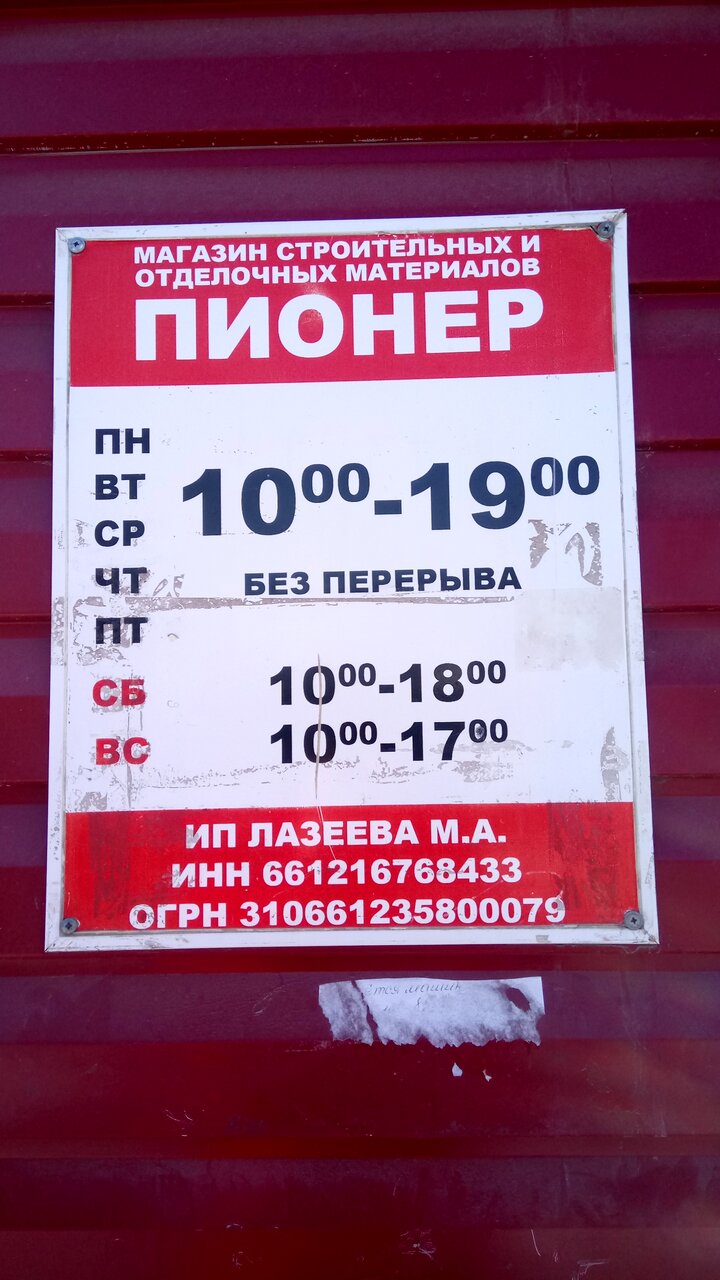 МАГАЗИН СТРОИТЕЛЬНЫХ И
ОТДЕЛОЧНЫХ МАТЕРИАЛОВ
ПИОНЕР
ПН
ВТ
СР
ЧТ
ПТ
10⁰⁰-19⁰⁰
БЕЗ ПЕРЕРЫВА
СБ 10⁰⁰-18⁰⁰
ВС 10⁰⁰-17⁰⁰
ИП ЛАЗЕЕВА М.А.
ИНН 661216768433
ОГРН 310661235800079